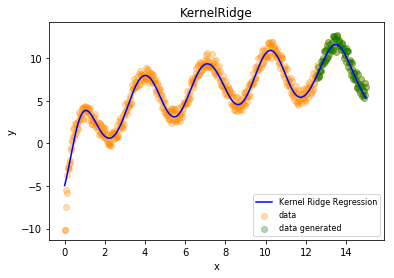 KernelRidge
10
5
0
−5
−10
y
0
2
4
6
8
10
12
14
x
Kernel Ridge Regression
data
data generated